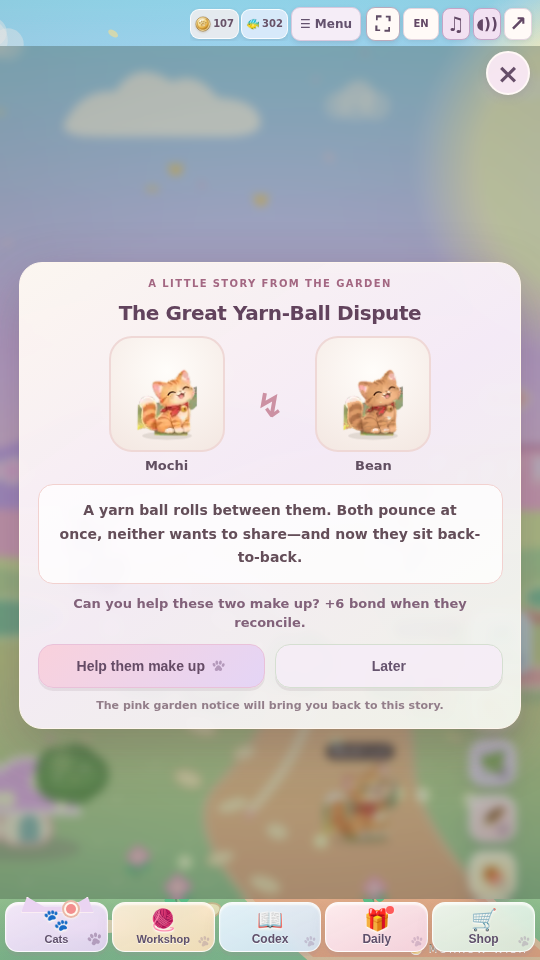 107
302
☰ Menu
EN
A LITTLE STORY FROM THE GARDEN
The Great Yarn-Ball Dispute
Mochi
Bean
A yarn ball rolls between them. Both pounce at
once, neither wants to share—and now they sit back-
to-back.
Can you help these two make up? +6 bond when they
reconcile.
Help them make up
Later
The pink garden notice will bring you back to this story.
Cats
Workshop
Codex
Daily
Shop